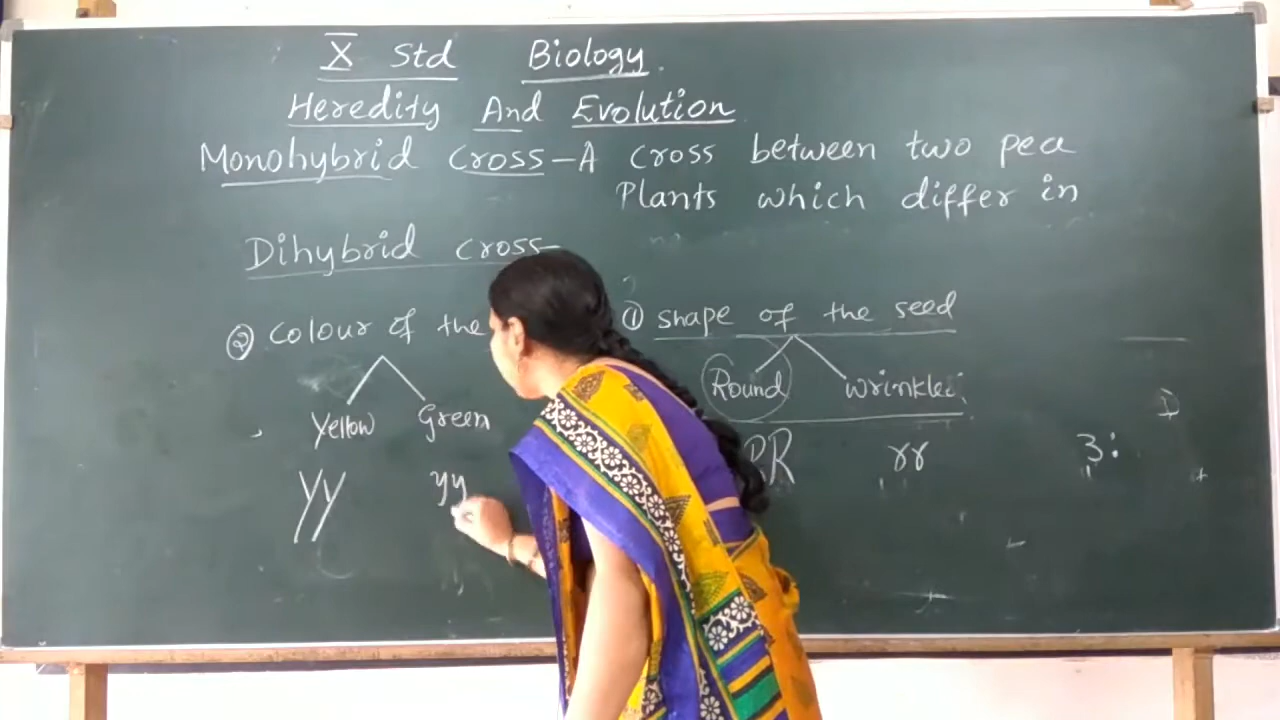 X Std Biology.
Heredity And Evolution
Monohybrid Cross – A cross between two pea
Plants which differ in
Dihybrid cross
② Colour of the
① shape of the seed
Yellow Green
Round wrinkled
YY yy
RR rr 3: